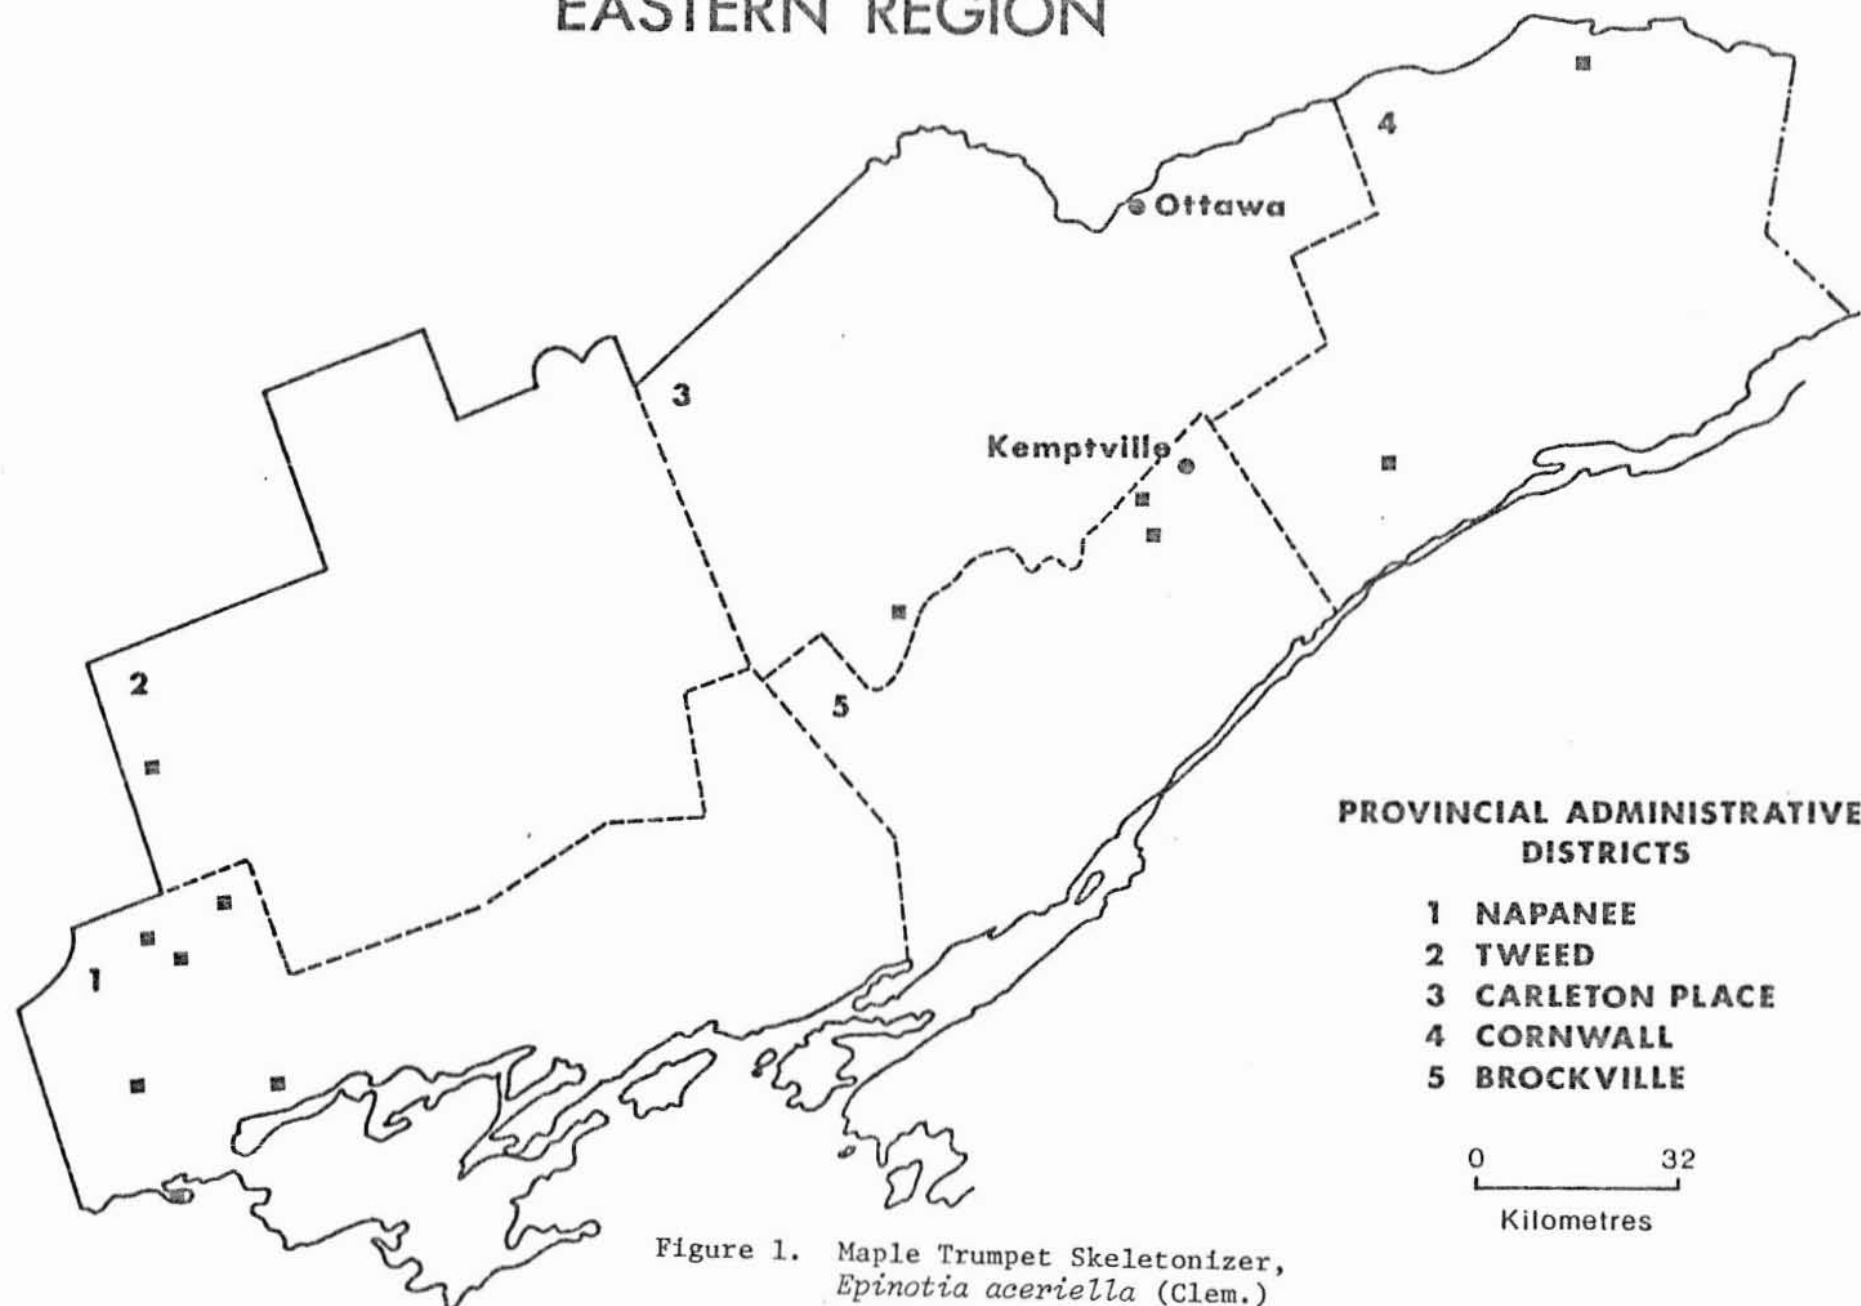 EASTERN REGION
4
Ottawa
3
Kemptville
2
5
1
PROVINCIAL ADMINISTRATIVE
DISTRICTS
1 NAPANEE
2 TWEED
3 CARLETON PLACE
4 CORNWALL
5 BROCKVILLE
0 32
Kilometres
Figure 1. Maple Trumpet Skeletonizer,
Epinotia aceriella (Clem.)